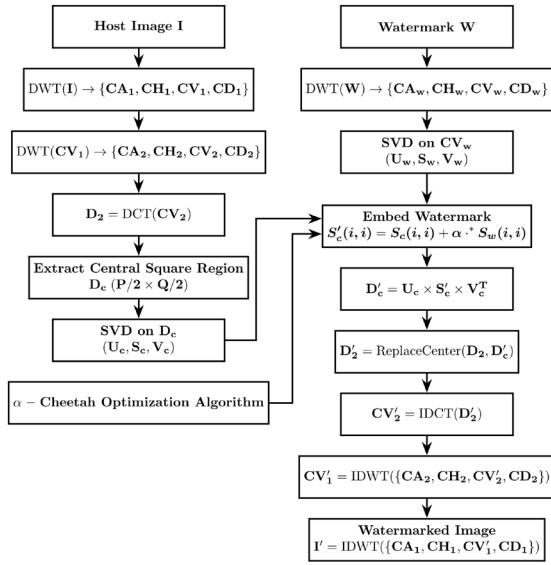 Host Image I
DWT(I) → {CA₁, CH₁, CV₁, CD₁}
DWT(CV₁) → {CA₂, CH₂, CV₂, CD₂}
D₂ = DCT(CV₂)
Extract Central Square Region
D_c (P/2 × Q/2)
SVD on D_c
(U_c, S_c, V_c)
α − Cheetah Optimization Algorithm
Watermark W
DWT(W) → {CA_w, CH_w, CV_w, CD_w}
SVD on CV_w
(U_w, S_w, V_w)
Embed Watermark
S′_c(i, i) = S_c(i, i) + α ·* S_w(i, i)
D′_c = U_c × S′_c × V_c^T
D′₂ = ReplaceCenter(D₂, D′_c)
CV′₂ = IDCT(D′₂)
CV′₁ = IDWT({CA₂, CH₂, CV′₂, CD₂})
Watermarked Image
I′ = IDWT({CA₁, CH₁, CV′₁, CD₁})